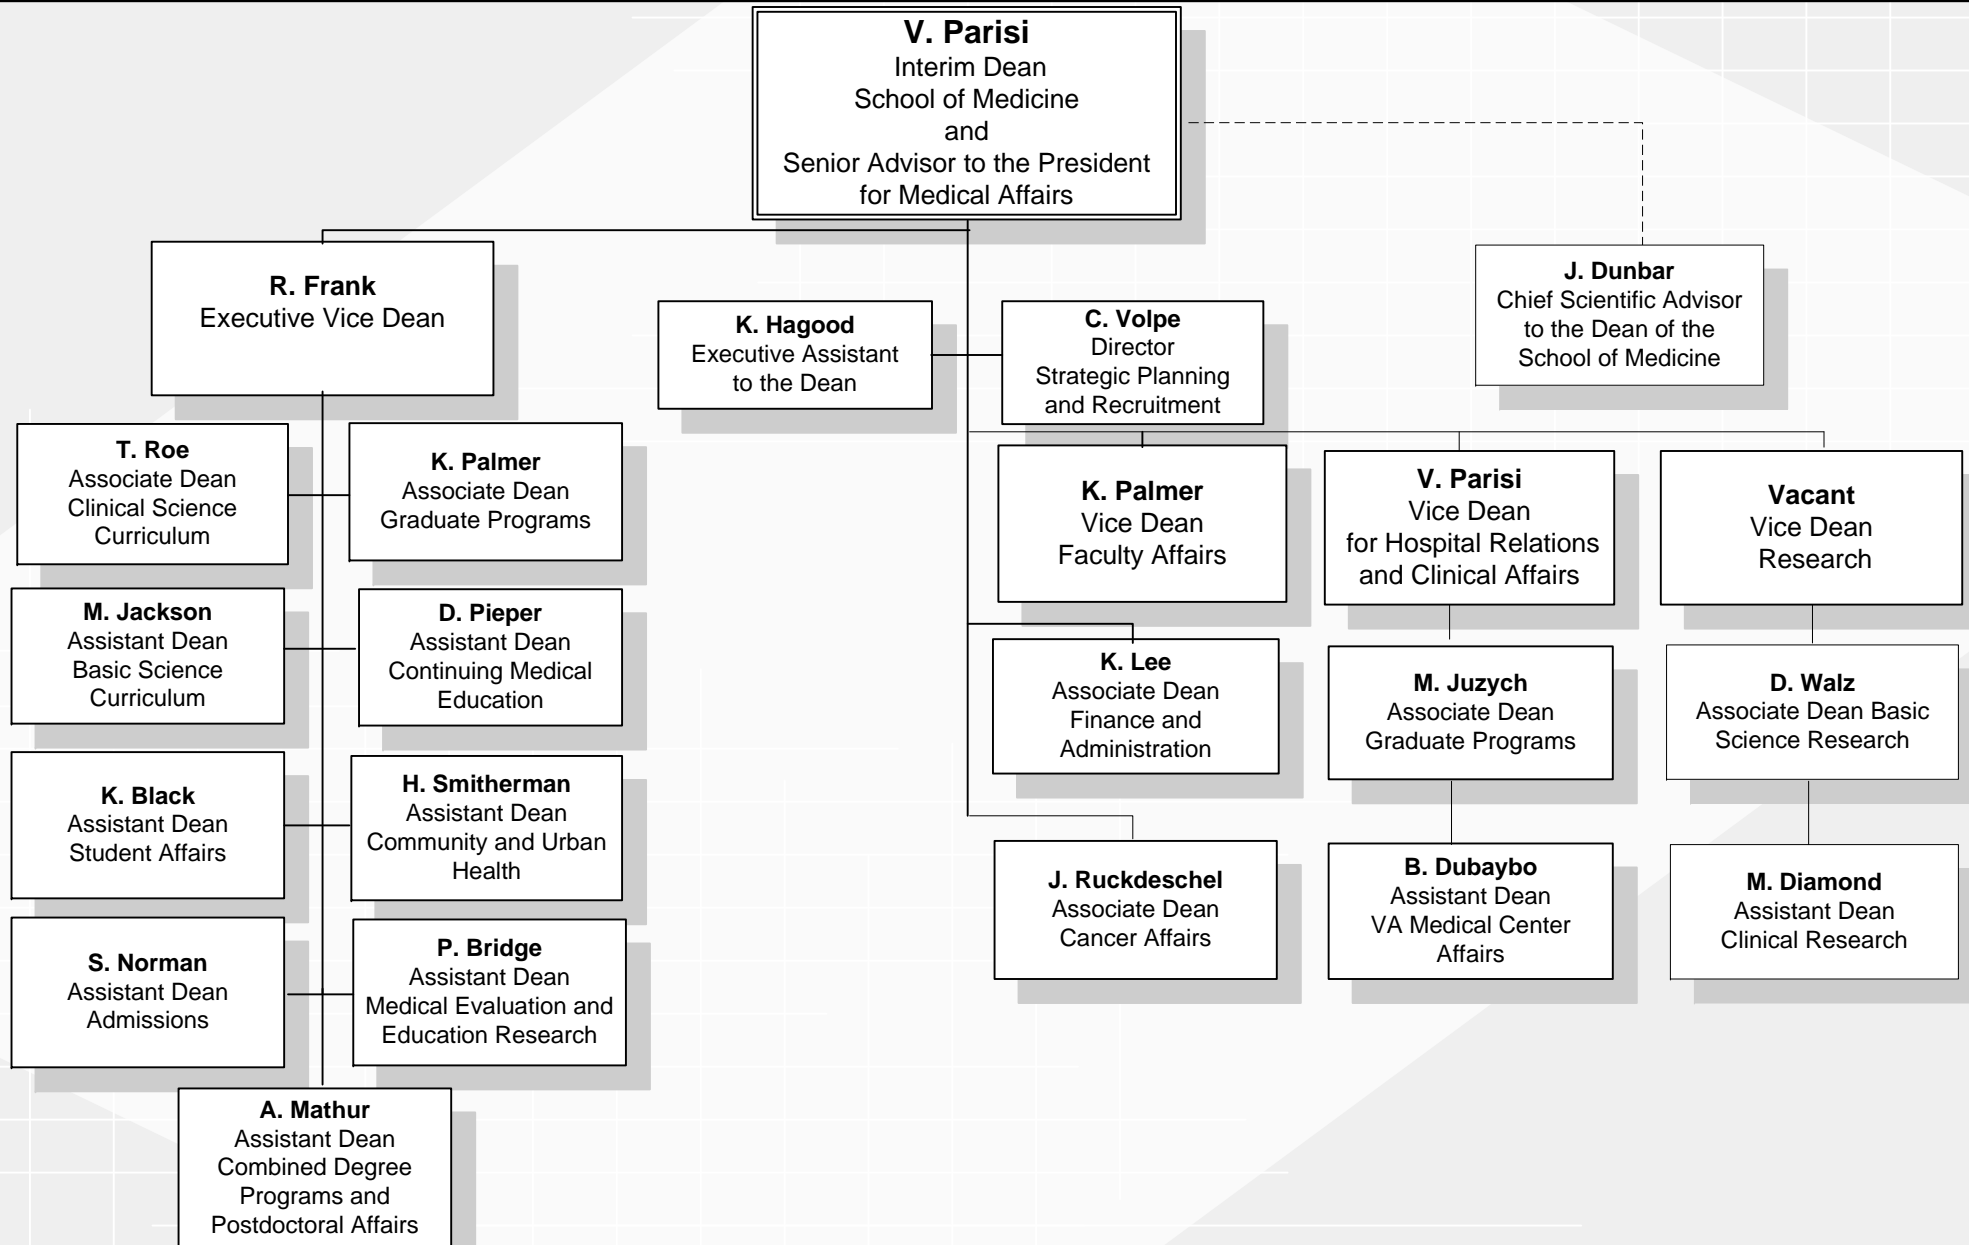 V. Parisi
Interim Dean
School of Medicine
and
Senior Advisor to the President
for Medical Affairs
R. Frank
Executive Vice Dean
K. Hagood
Executive Assistant
to the Dean
C. Volpe
Director
Strategic Planning
and Recruitment
J. Dunbar
Chief Scientific Advisor
to the Dean of the
School of Medicine
T. Roe
Associate Dean
Clinical Science
Curriculum
K. Palmer
Associate Dean
Graduate Programs
M. Jackson
Assistant Dean
Basic Science
Curriculum
D. Pieper
Assistant Dean
Continuing Medical
Education
K. Black
Assistant Dean
Student Affairs
H. Smitherman
Assistant Dean
Community and Urban
Health
S. Norman
Assistant Dean
Admissions
P. Bridge
Assistant Dean
Medical Evaluation and
Education Research
A. Mathur
Assistant Dean
Combined Degree
Programs and
Postdoctoral Affairs
K. Palmer
Vice Dean
Faculty Affairs
V. Parisi
Vice Dean
for Hospital Relations
and Clinical Affairs
Vacant
Vice Dean
Research
K. Lee
Associate Dean
Finance and
Administration
M. Juzych
Associate Dean
Graduate Programs
D. Walz
Associate Dean Basic
Science Research
J. Ruckdeschel
Associate Dean
Cancer Affairs
B. Dubaybo
Assistant Dean
VA Medical Center
Affairs
M. Diamond
Assistant Dean
Clinical Research